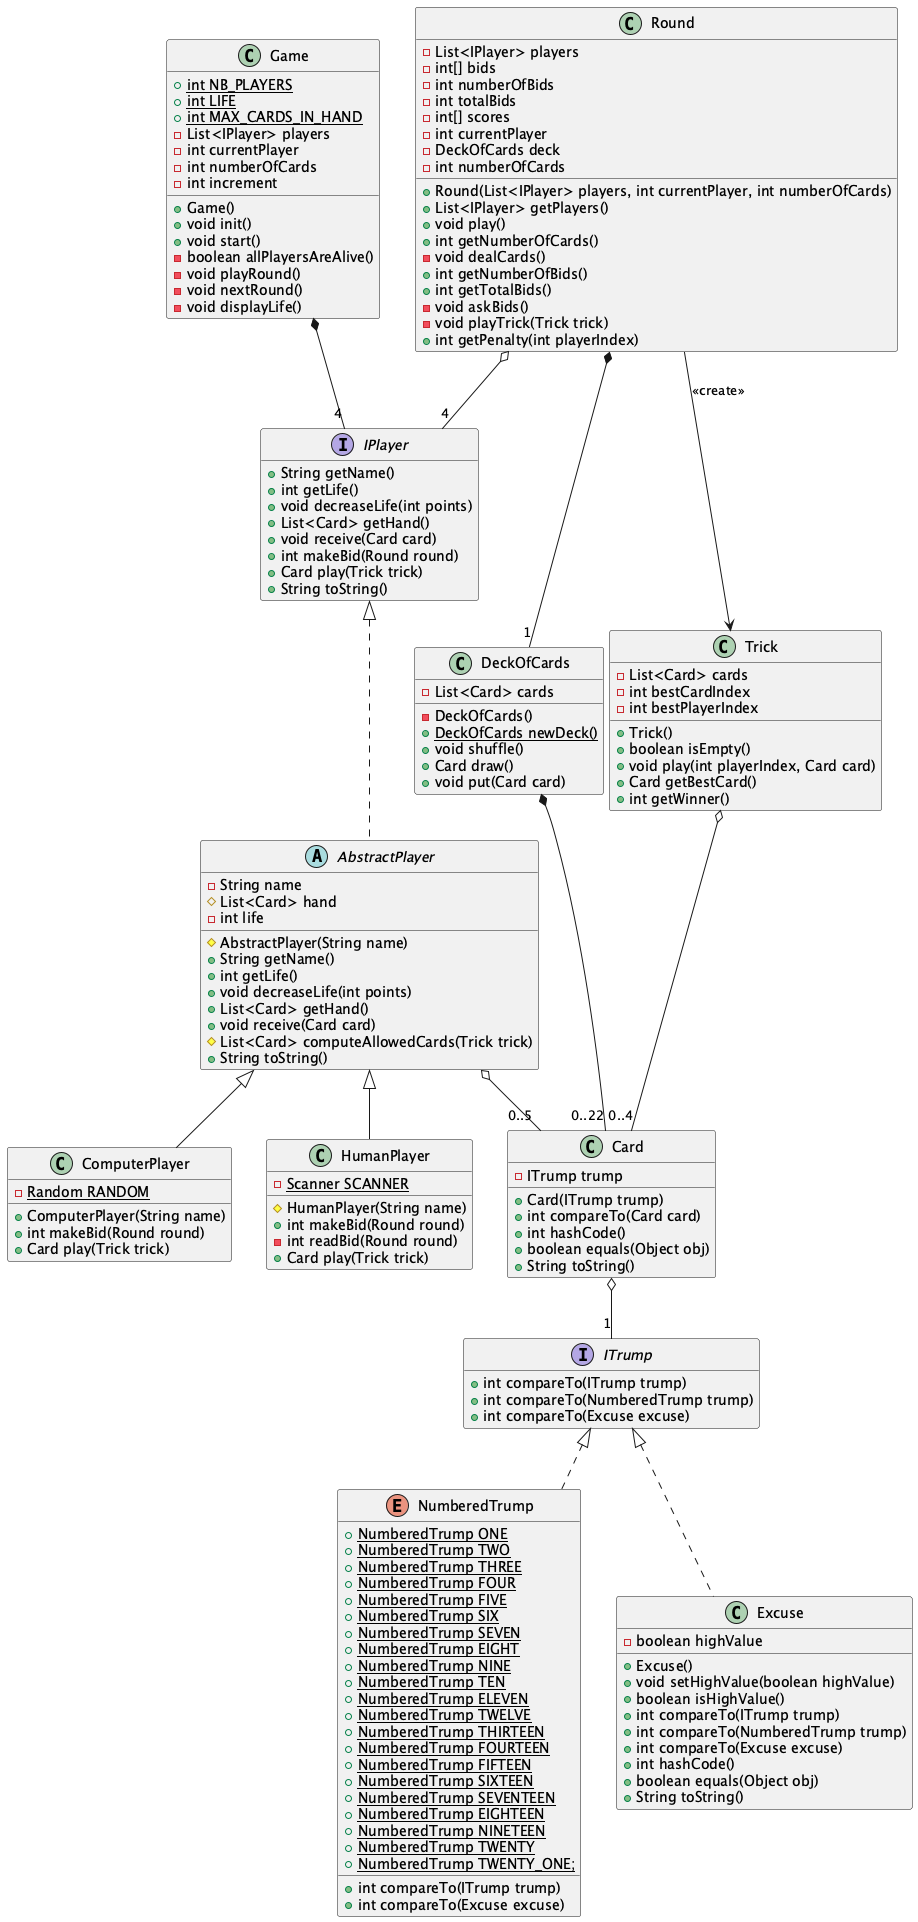 C Game
int NB_PLAYERS
int LIFE
int MAX_CARDS_IN_HAND
List<IPlayer> players
int currentPlayer
int numberOfCards
int increment
Game()
void init()
void start()
boolean allPlayersAreAlive()
void playRound()
void nextRound()
void displayLife()
C Round
List<IPlayer> players
int[] bids
int numberOfBids
int totalBids
int[] scores
int currentPlayer
DeckOfCards deck
int numberOfCards
Round(List<IPlayer> players, int currentPlayer, int numberOfCards)
List<IPlayer> getPlayers()
void play()
int getNumberOfCards()
void dealCards()
int getNumberOfBids()
int getTotalBids()
void askBids()
void playTrick(Trick trick)
int getPenalty(int playerIndex)
«create»
4
4
I IPlayer
String getName()
int getLife()
void decreaseLife(int points)
List<Card> getHand()
void receive(Card card)
int makeBid(Round round)
Card play(Trick trick)
String toString()
1
C DeckOfCards
List<Card> cards
DeckOfCards()
DeckOfCards newDeck()
void shuffle()
Card draw()
void put(Card card)
C Trick
List<Card> cards
int bestCardIndex
int bestPlayerIndex
Trick()
boolean isEmpty()
void play(int playerIndex, Card card)
Card getBestCard()
int getWinner()
A AbstractPlayer
String name
List<Card> hand
int life
AbstractPlayer(String name)
String getName()
int getLife()
void decreaseLife(int points)
List<Card> getHand()
void receive(Card card)
List<Card> computeAllowedCards(Trick trick)
String toString()
0..5
0..22
0..4
C ComputerPlayer
Random RANDOM
ComputerPlayer(String name)
int makeBid(Round round)
Card play(Trick trick)
C HumanPlayer
Scanner SCANNER
HumanPlayer(String name)
int makeBid(Round round)
int readBid(Round round)
Card play(Trick trick)
C Card
ITrump trump
Card(ITrump trump)
int compareTo(Card card)
int hashCode()
boolean equals(Object obj)
String toString()
1
I ITrump
int compareTo(ITrump trump)
int compareTo(NumberedTrump trump)
int compareTo(Excuse excuse)
E NumberedTrump
NumberedTrump ONE
NumberedTrump TWO
NumberedTrump THREE
NumberedTrump FOUR
NumberedTrump FIVE
NumberedTrump SIX
NumberedTrump SEVEN
NumberedTrump EIGHT
NumberedTrump NINE
NumberedTrump TEN
NumberedTrump ELEVEN
NumberedTrump TWELVE
NumberedTrump THIRTEEN
NumberedTrump FOURTEEN
NumberedTrump FIFTEEN
NumberedTrump SIXTEEN
NumberedTrump SEVENTEEN
NumberedTrump EIGHTEEN
NumberedTrump NINETEEN
NumberedTrump TWENTY
NumberedTrump TWENTY_ONE;
int compareTo(ITrump trump)
int compareTo(Excuse excuse)
C Excuse
boolean highValue
Excuse()
void setHighValue(boolean highValue)
boolean isHighValue()
int compareTo(ITrump trump)
int compareTo(NumberedTrump trump)
int compareTo(Excuse excuse)
int hashCode()
boolean equals(Object obj)
String toString()